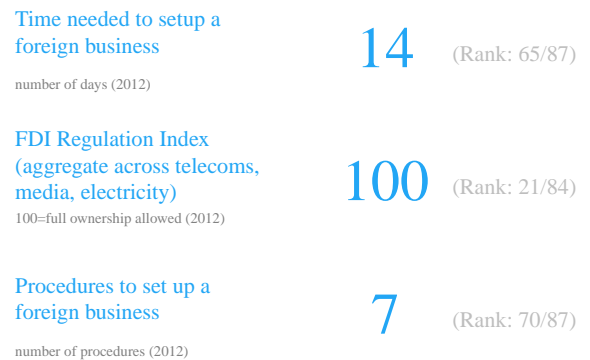 Time needed to setup a
foreign business
number of days (2012)
14
(Rank: 65/87)
FDI Regulation Index
(aggregate across telecoms,
media, electricity)
100=full ownership allowed (2012)
100
(Rank: 21/84)
Procedures to set up a
foreign business
number of procedures (2012)
7
(Rank: 70/87)